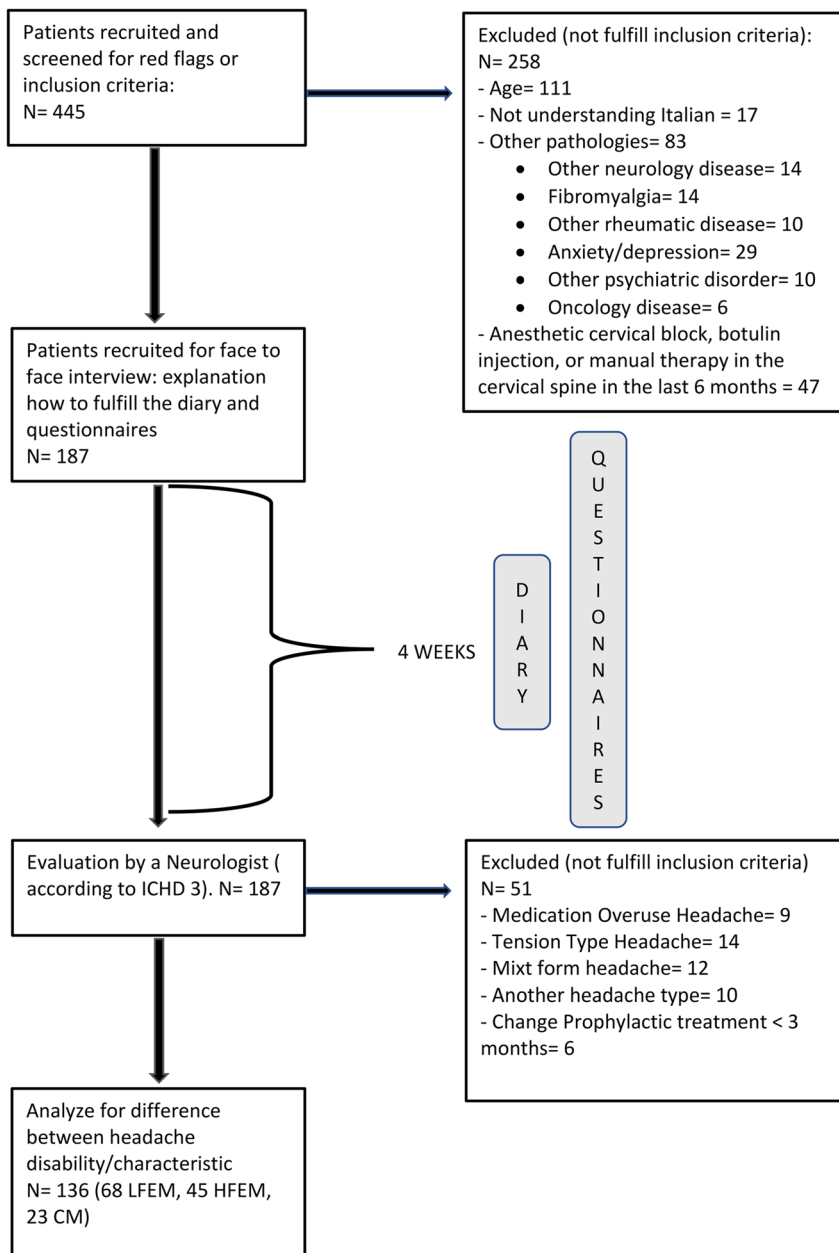 Patients recruited and
screened for red flags or
inclusion criteria:
N= 445
Excluded (not fulfill inclusion criteria):
N= 258
- Age= 111
- Not understanding Italian = 17
- Other pathologies= 83
• Other neurology disease= 14
• Fibromyalgia= 14
• Other rheumatic disease= 10
• Anxiety/depression= 29
• Other psychiatric disorder= 10
• Oncology disease= 6
- Anesthetic cervical block, botulin
injection, or manual therapy in the
cervical spine in the last 6 months = 47
Patients recruited for face to
face interview: explanation
how to fulfill the diary and
questionnaires
N= 187
4 WEEKS
DIARY
QUESTIONNAIRES
Evaluation by a Neurologist (
according to ICHD 3). N= 187
Excluded (not fulfill inclusion criteria)
N= 51
- Medication Overuse Headache= 9
- Tension Type Headache= 14
- Mixt form headache= 12
- Another headache type= 10
- Change Prophylactic treatment < 3
months= 6
Analyze for difference
between headache
disability/characteristic
N= 136 (68 LFEM, 45 HFEM,
23 CM)